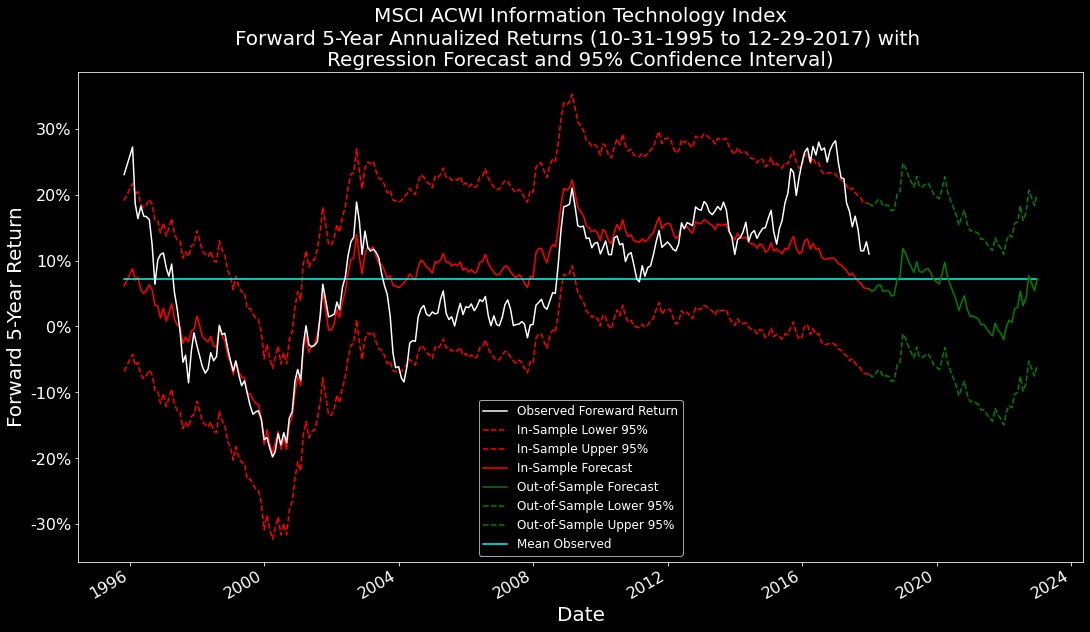 MSCI ACWI Information Technology Index
Forward 5-Year Annualized Returns (10-31-1995 to 12-29-2017) with
Regression Forecast and 95% Confidence Interval)
Forward 5-Year Return
30%
20%
10%
0%
-10%
-20%
-30%
Observed Foreward Return
In-Sample Lower 95%
In-Sample Upper 95%
In-Sample Forecast
Out-of-Sample Forecast
Out-of-Sample Lower 95%
Out-of-Sample Upper 95%
Mean Observed
1996
2000
2004
2008
2012
2016
2020
2024
Date